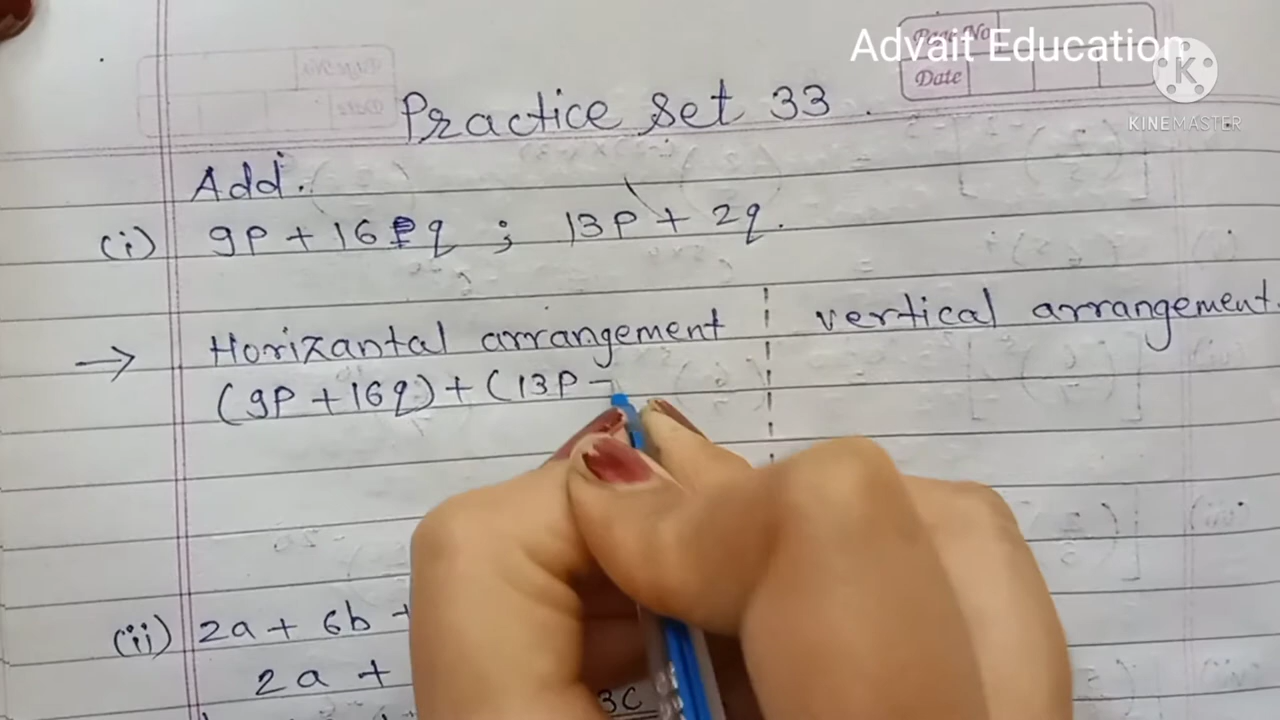 Advait Education
Page No
Date
KINEMASTER
Practice Set 33.
Add.
(i) 9p + 16 q ; 13p + 2q.
→ Horizantal arrangement
(9p + 16q) + (13p -
vertical arrangement.
(ii) 2a + 6b +
2a +
3c